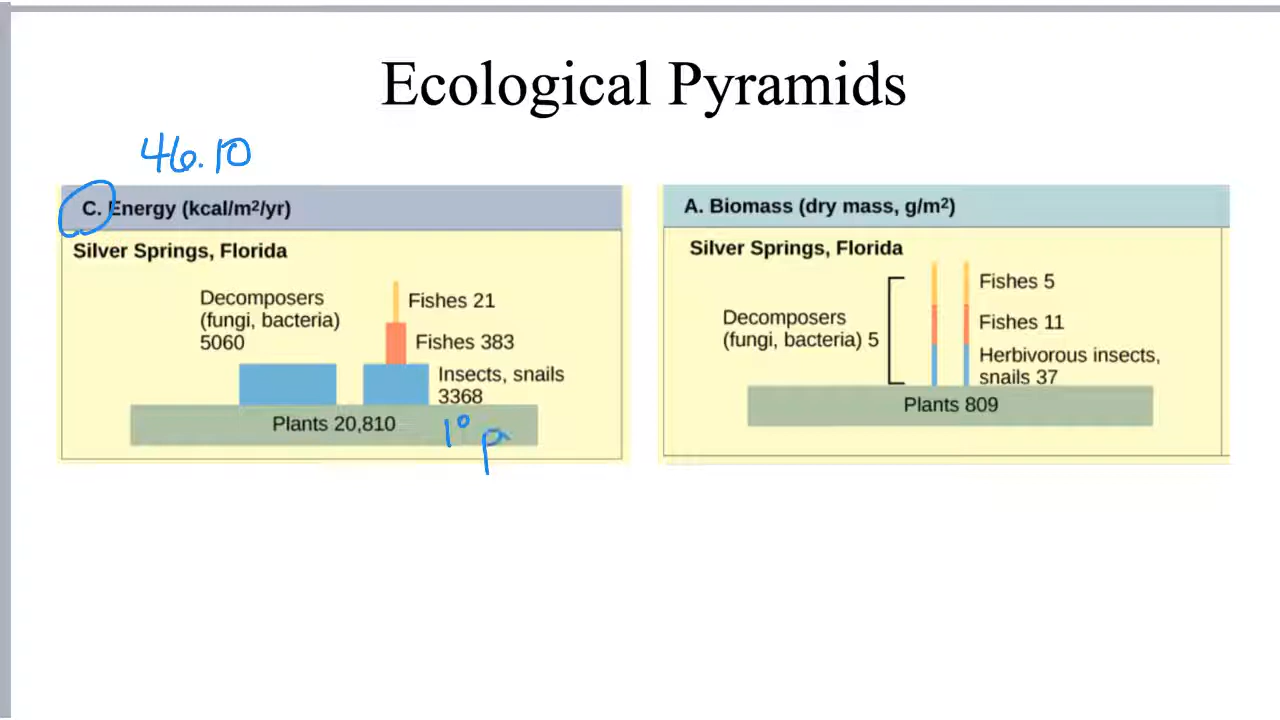 Ecological Pyramids
46.10
C. Energy (kcal/m²/yr)
Silver Springs, Florida
Decomposers
(fungi, bacteria)
5060
Fishes 21
Fishes 383
Insects, snails
3368
Plants 20,810
1° p
A. Biomass (dry mass, g/m²)
Silver Springs, Florida
Decomposers
(fungi, bacteria) 5
Fishes 5
Fishes 11
Herbivorous insects,
snails 37
Plants 809